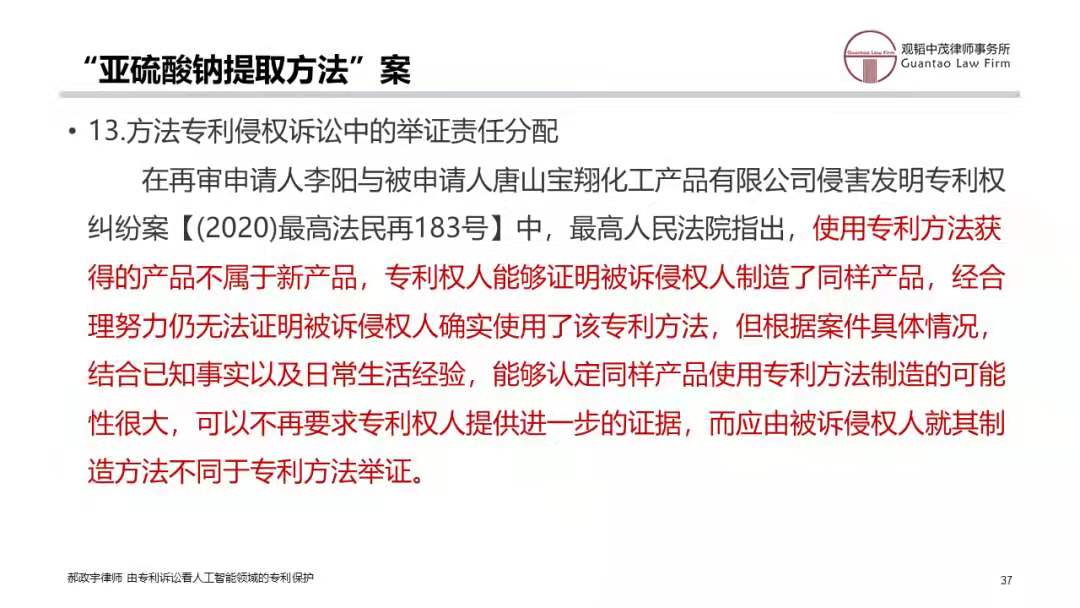 “亚硫酸钠提取方法”案
Guantao Law Firm
观韬中茂律师事务所
Guantao Law Firm
• 13.方法专利侵权诉讼中的举证责任分配
在再审申请人李阳与被申请人唐山宝翔化工产品有限公司侵害发明专利权
纠纷案【(2020)最高法民再183号】中，最高人民法院指出，使用专利方法获
得的产品不属于新产品，专利权人能够证明被诉侵权人制造了同样产品，经合
理努力仍无法证明被诉侵权人确实使用了该专利方法，但根据案件具体情况，
结合已知事实以及日常生活经验，能够认定同样产品使用专利方法制造的可能
性很大，可以不再要求专利权人提供进一步的证据，而应由被诉侵权人就其制
造方法不同于专利方法举证。
郝政宇律师 由专利诉讼看人工智能领域的专利保护
37